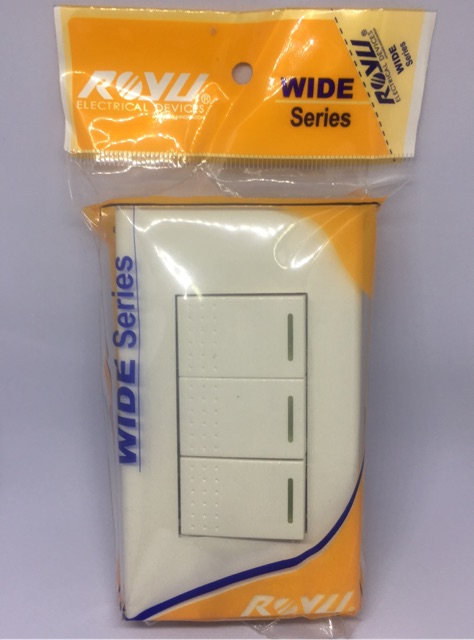 ROYU
ELECTRICAL DEVICES®
WIDE
Series
ROYU®
ELECTRICAL DEVICES
WIDE
Series
WIDE Series
ROYU